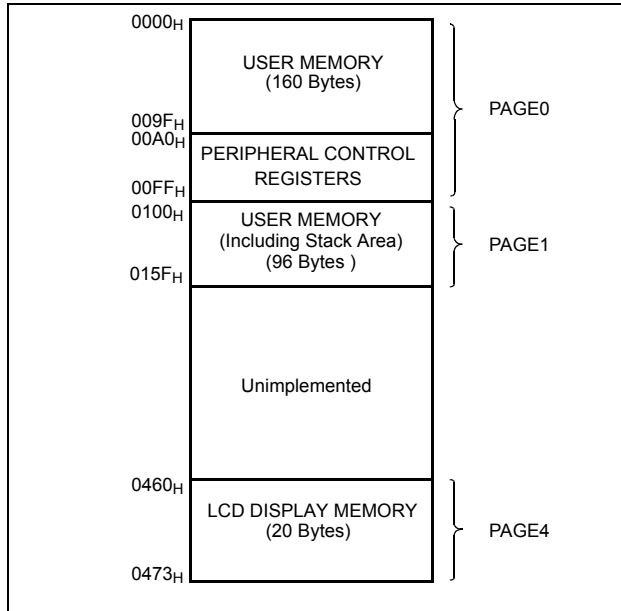 0000H
USER MEMORY
(160 Bytes)
PAGE0
009FH
00A0H
PERIPHERAL CONTROL
REGISTERS
00FFH
0100H
USER MEMORY
(Including Stack Area)
(96 Bytes )
PAGE1
015FH
Unimplemented
0460H
LCD DISPLAY MEMORY
(20 Bytes)
PAGE4
0473H